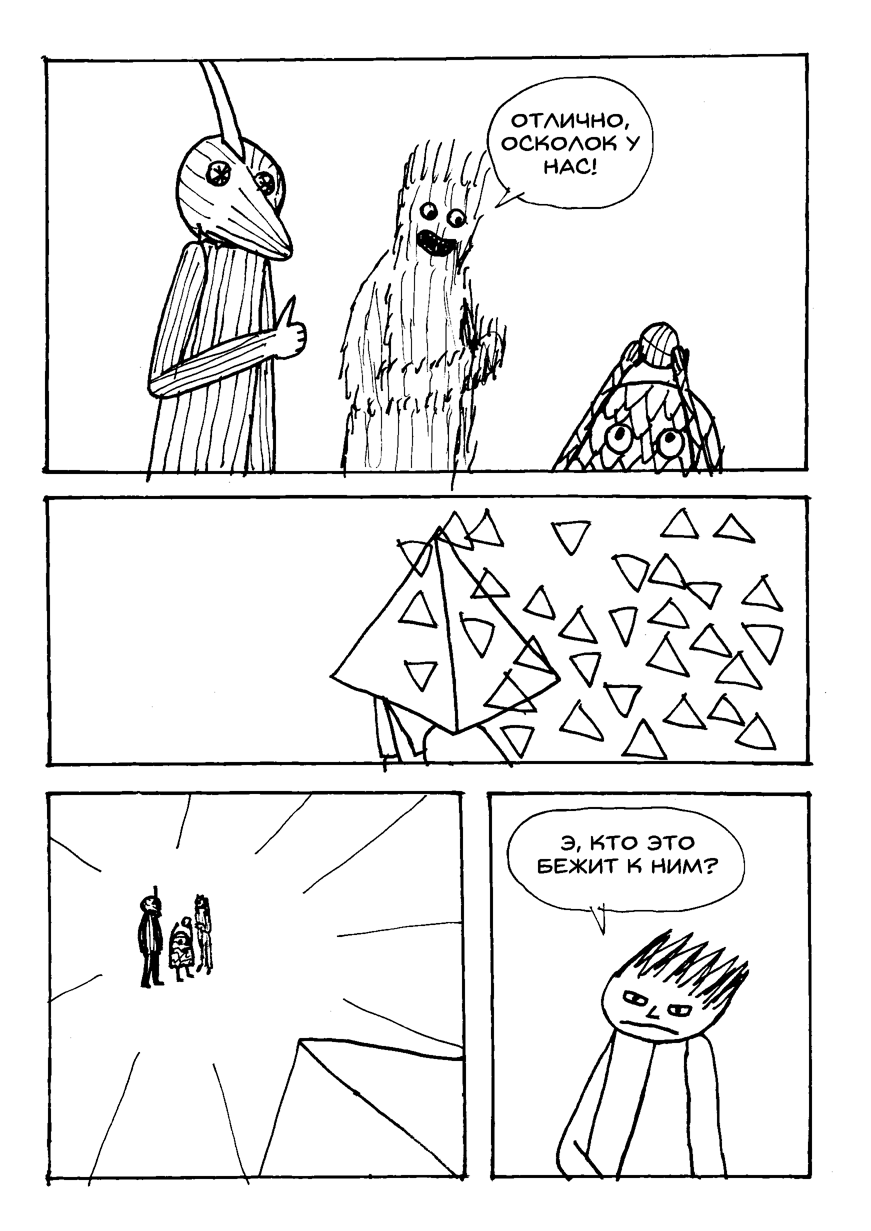 ОТЛИЧНО,
ОСКОЛОК У
НАС!
Э, КТО ЭТО
БЕЖИТ К НИМ?